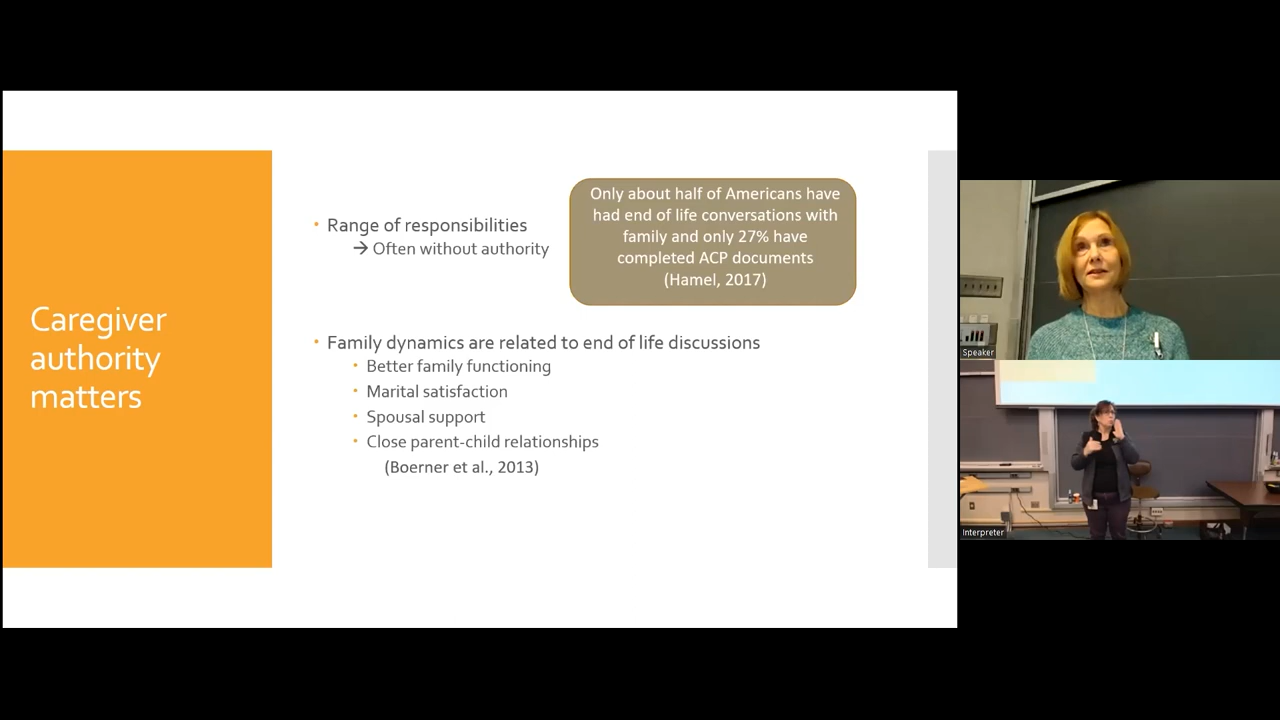 Caregiver
authority
matters
• Range of responsibilities
→ Often without authority
Only about half of Americans have
had end of life conversations with
family and only 27% have
completed ACP documents
(Hamel, 2017)
• Family dynamics are related to end of life discussions
• Better family functioning
• Marital satisfaction
• Spousal support
• Close parent-child relationships
(Boerner et al., 2013)
Speaker
Interpreter